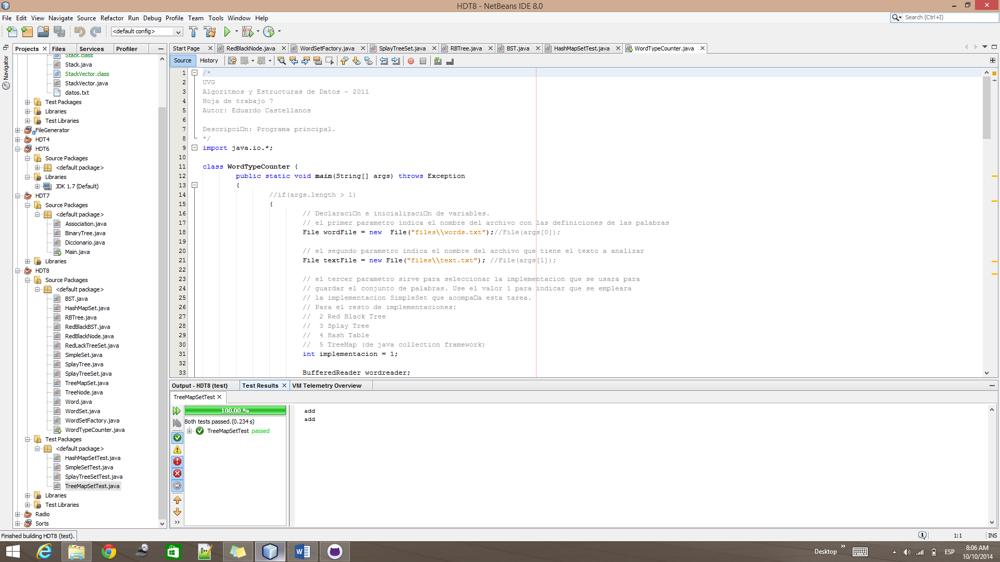 HDT8 - NetBeans IDE 8.0
File Edit View Navigate Source Refactor Run Debug Profile Team Tools Window Help
Search (Ctrl+I)
<default config>
Projects Files Services Profiler
Navigator
Stack.class
Stack.java
StackVector.class
StackVector.java
datos.txt
Test Packages
Libraries
Test Libraries
FileGenerator
HDT4
HDT6
Source Packages
<default package>
Libraries
JDK 1.7 (Default)
HDT7
Source Packages
<default package>
Association.java
BinaryTree.java
Diccionario.java
Main.java
Libraries
HDT8
Source Packages
<default package>
BST.java
HashMapSet.java
RBTree.java
RedBlackBST.java
RedBlackNode.java
RedLackTreeSet.java
SimpleSet.java
SplayTree.java
SplayTreeSet.java
TreeMapSet.java
TreeNode.java
Word.java
WordSet.java
WordSetFactory.java
WordTypeCounter.java
Test Packages
<default package>
HashMapSetTest.java
SimpleSetTest.java
SplayTreeSetTest.java
TreeMapSetTest.java
Libraries
Test Libraries
Radio
Sorts
Start Page RedBlackNode.java WordSetFactory.java SplayTreeSet.java RBTree.java BST.java HashMapSetTest.java WordTypeCounter.java
Source History
1 /*
2 UVG
3 Algoritmos y Estructuras de Datos - 2011
4 Hoja de trabajo 7
5 Autor: Eduardo Castellanos
6
7 Descripci□n: Programa principal.
8 */
9 import java.io.*;
10
11 class WordTypeCounter {
12 public static void main(String[] args) throws Exception
13 {
14 //if(args.length > 1)
15 {
16 // Declaraci□n e inicializaci□n de variables.
17 // el primer parametro indica el nombre del archivo con las definiciones de las palabras
18 File wordFile = new  File("files\\words.txt");//File(args[0]);
19
20 // el segundo parametro indica el nombre del archivo que tiene el texto a analizar
21 File textFile = new File("files\\text.txt"); //File(args[1]);
22
23 // el tercer parametro sirve para seleccionar la implementacion que se usara para
24 // guardar el conjunto de palabras. Use el valor 1 para indicar que se empleara
25 // la implementacion SimpleSet que acompa□a esta tarea.
26 // Para el resto de implementaciones:
27 //  2 Red Black Tree
28 //  3 Splay Tree
29 //  4 Hash Table
30 //  5 TreeMap (de java collection framework)
31 int implementacion = 1;
32
33 BufferedReader wordreader;
Output - HDT8 (test) Test Results VM Telemetry Overview
TreeMapSetTest
100.00 %
Both tests passed.(0.234 s)
TreeMapSetTest passed
add
add
Finished building HDT8 (test).
1
1:1
INS
Desktop
ESP
8:06 AM
10/10/2014